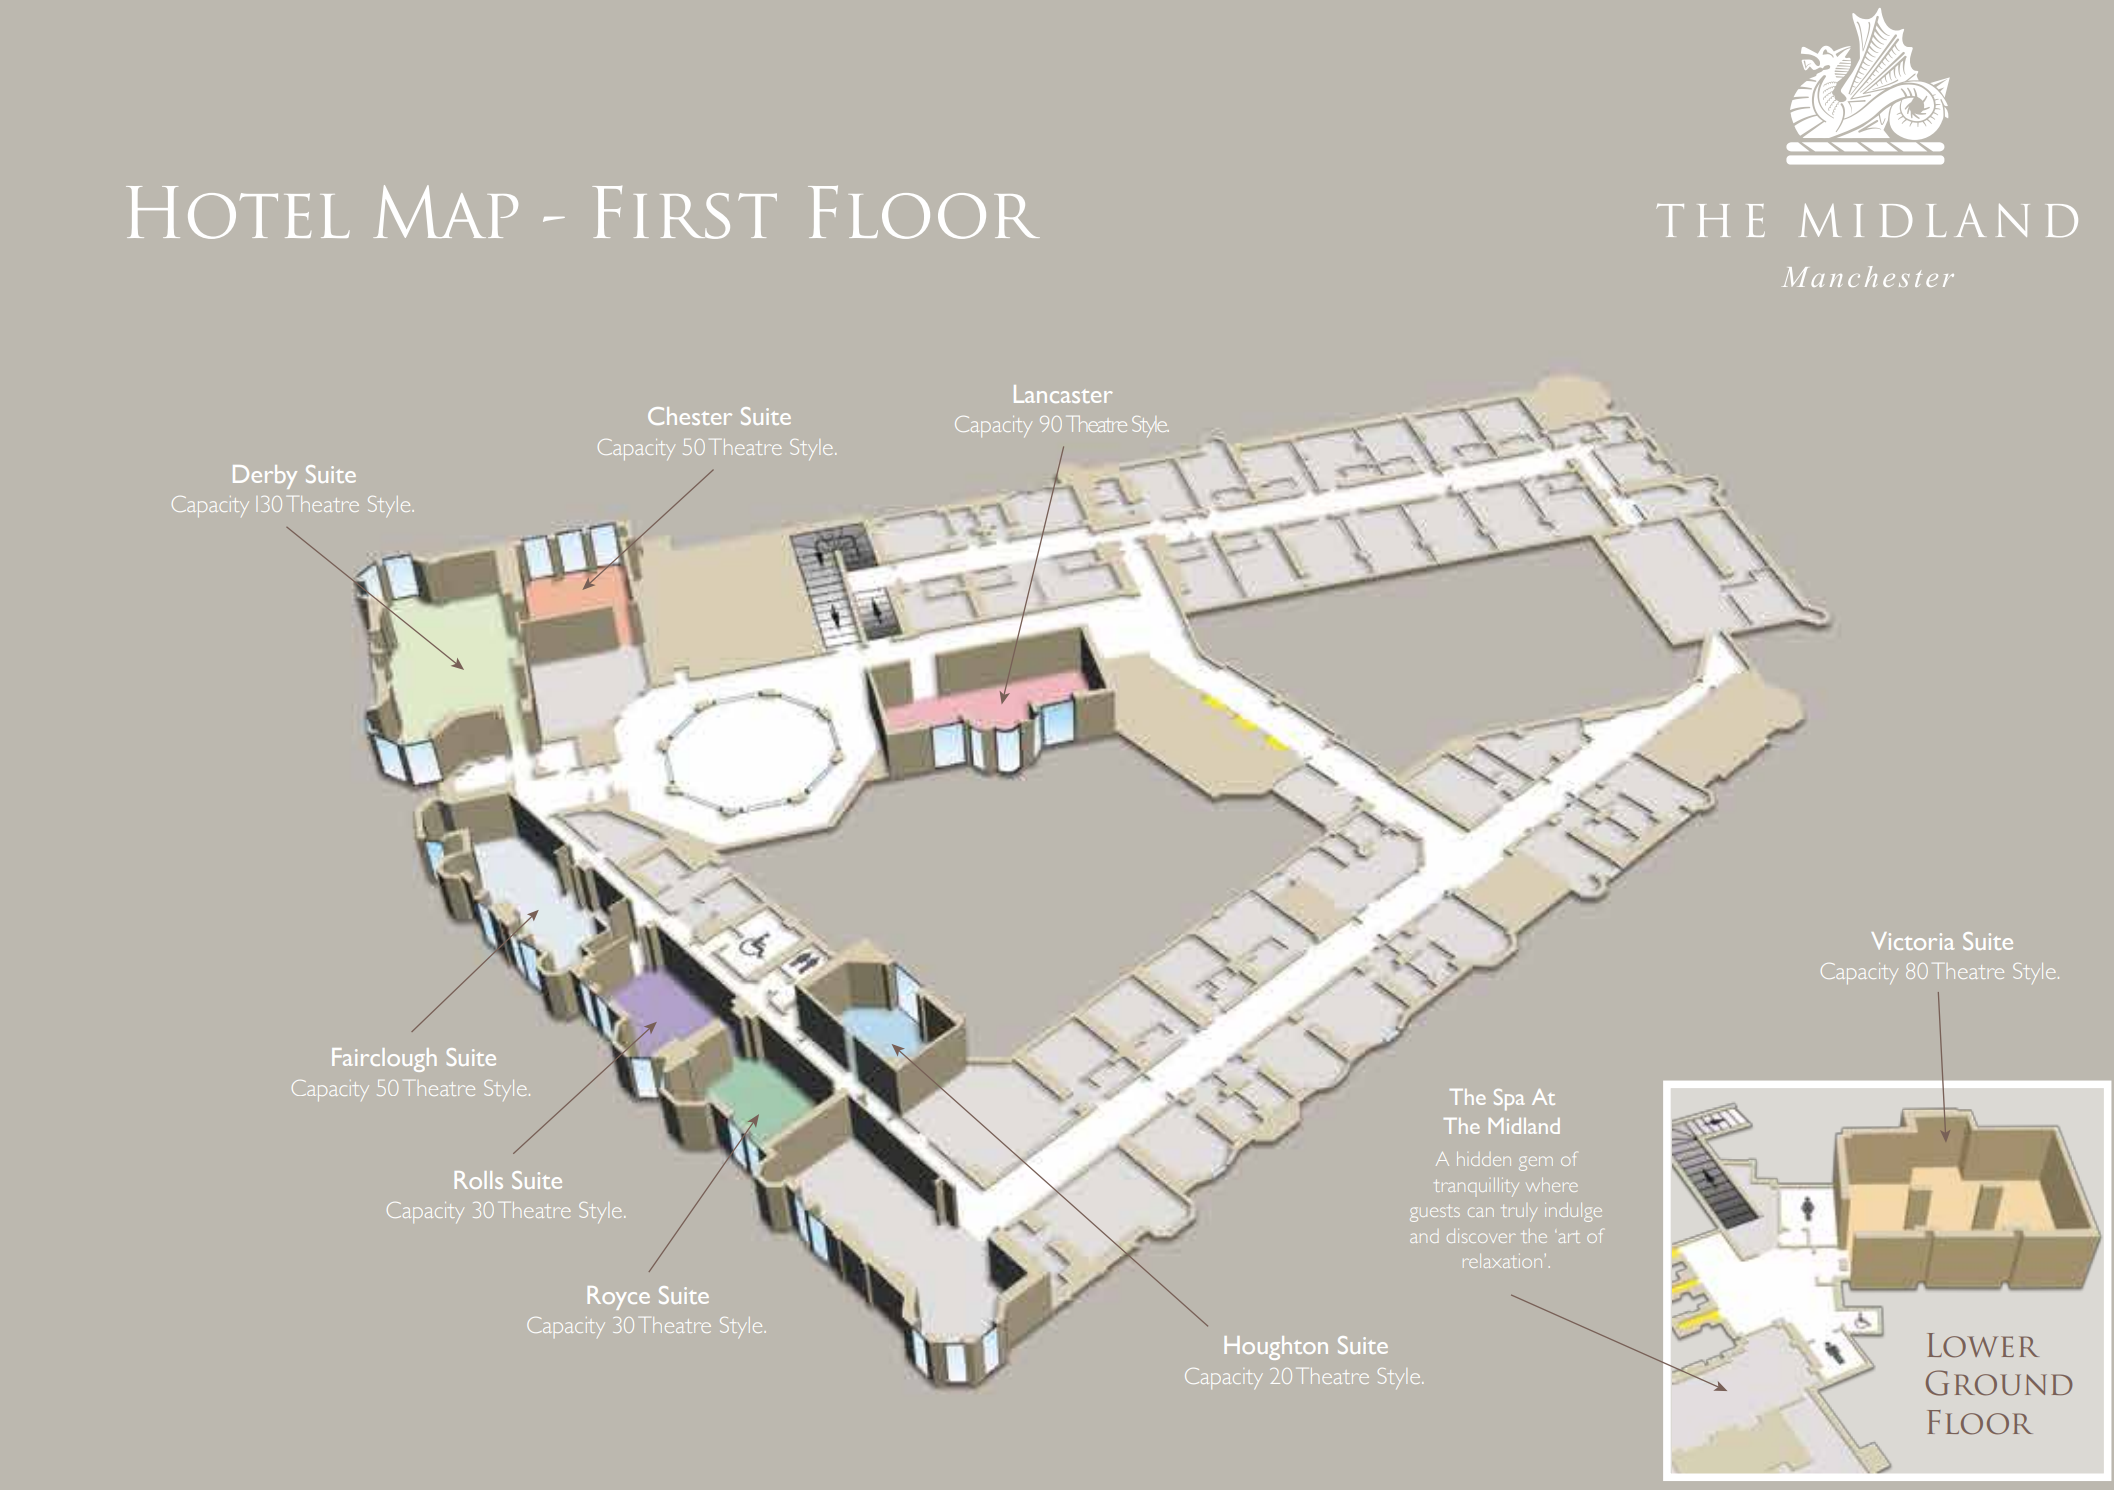 THE MIDLAND
Manchester
HOTEL MAP - FIRST FLOOR
Lancaster
Capacity 90 Theatre Style.
Chester Suite
Capacity 50 Theatre Style.
Derby Suite
Capacity 130 Theatre Style.
Victoria Suite
Capacity 80 Theatre Style.
Fairclough Suite
Capacity 50 Theatre Style.
Rolls Suite
Capacity 30 Theatre Style.
Royce Suite
Capacity 30 Theatre Style.
Houghton Suite
Capacity 20 Theatre Style.
The Spa At
The Midland
A hidden gem of
tranquillity where
guests can truly indulge
and discover the ‘art of
relaxation’.
LOWER
GROUND
FLOOR